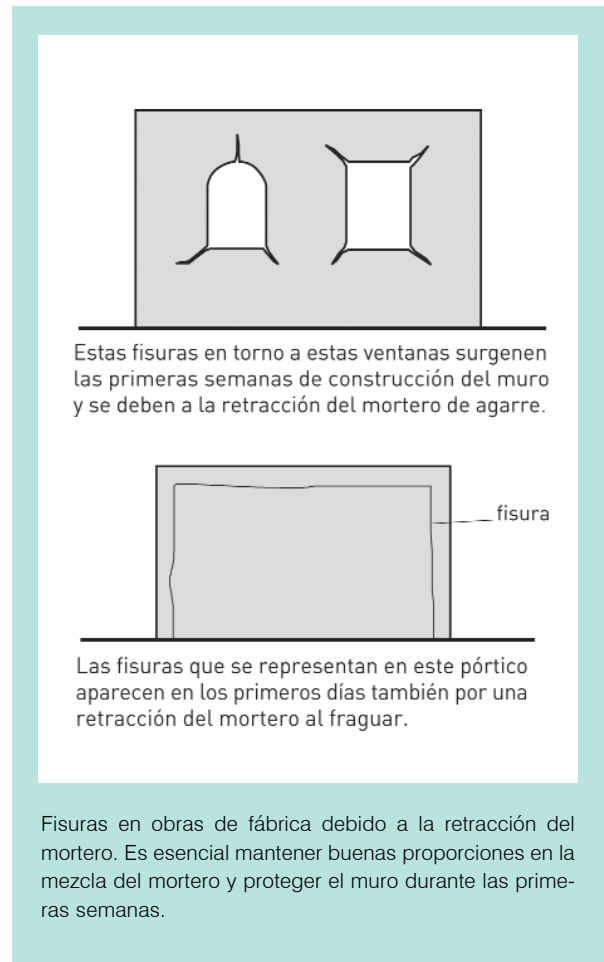 Estas fisuras en torno a estas ventanas surgenen
las primeras semanas de construcción del muro
y se deben a la retracción del mortero de agarre.
fisura
Las fisuras que se representan en este pórtico
aparecen en los primeros días también por una
retracción del mortero al fraguar.
Fisuras en obras de fábrica debido a la retracción del
mortero. Es esencial mantener buenas proporciones en la
mezcla del mortero y proteger el muro durante las prime-
ras semanas.